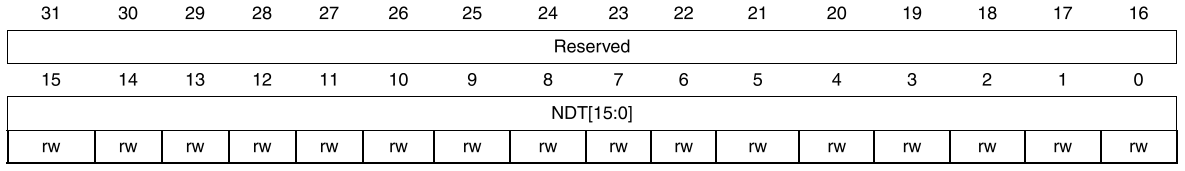 31 30 29 28 27 26 25 24 23 22 21 20 19 18 17 16
Reserved
15 14 13 12 11 10 9 8 7 6 5 4 3 2 1 0
NDT[15:0]
rw rw rw rw rw rw rw rw rw rw rw rw rw rw rw rw